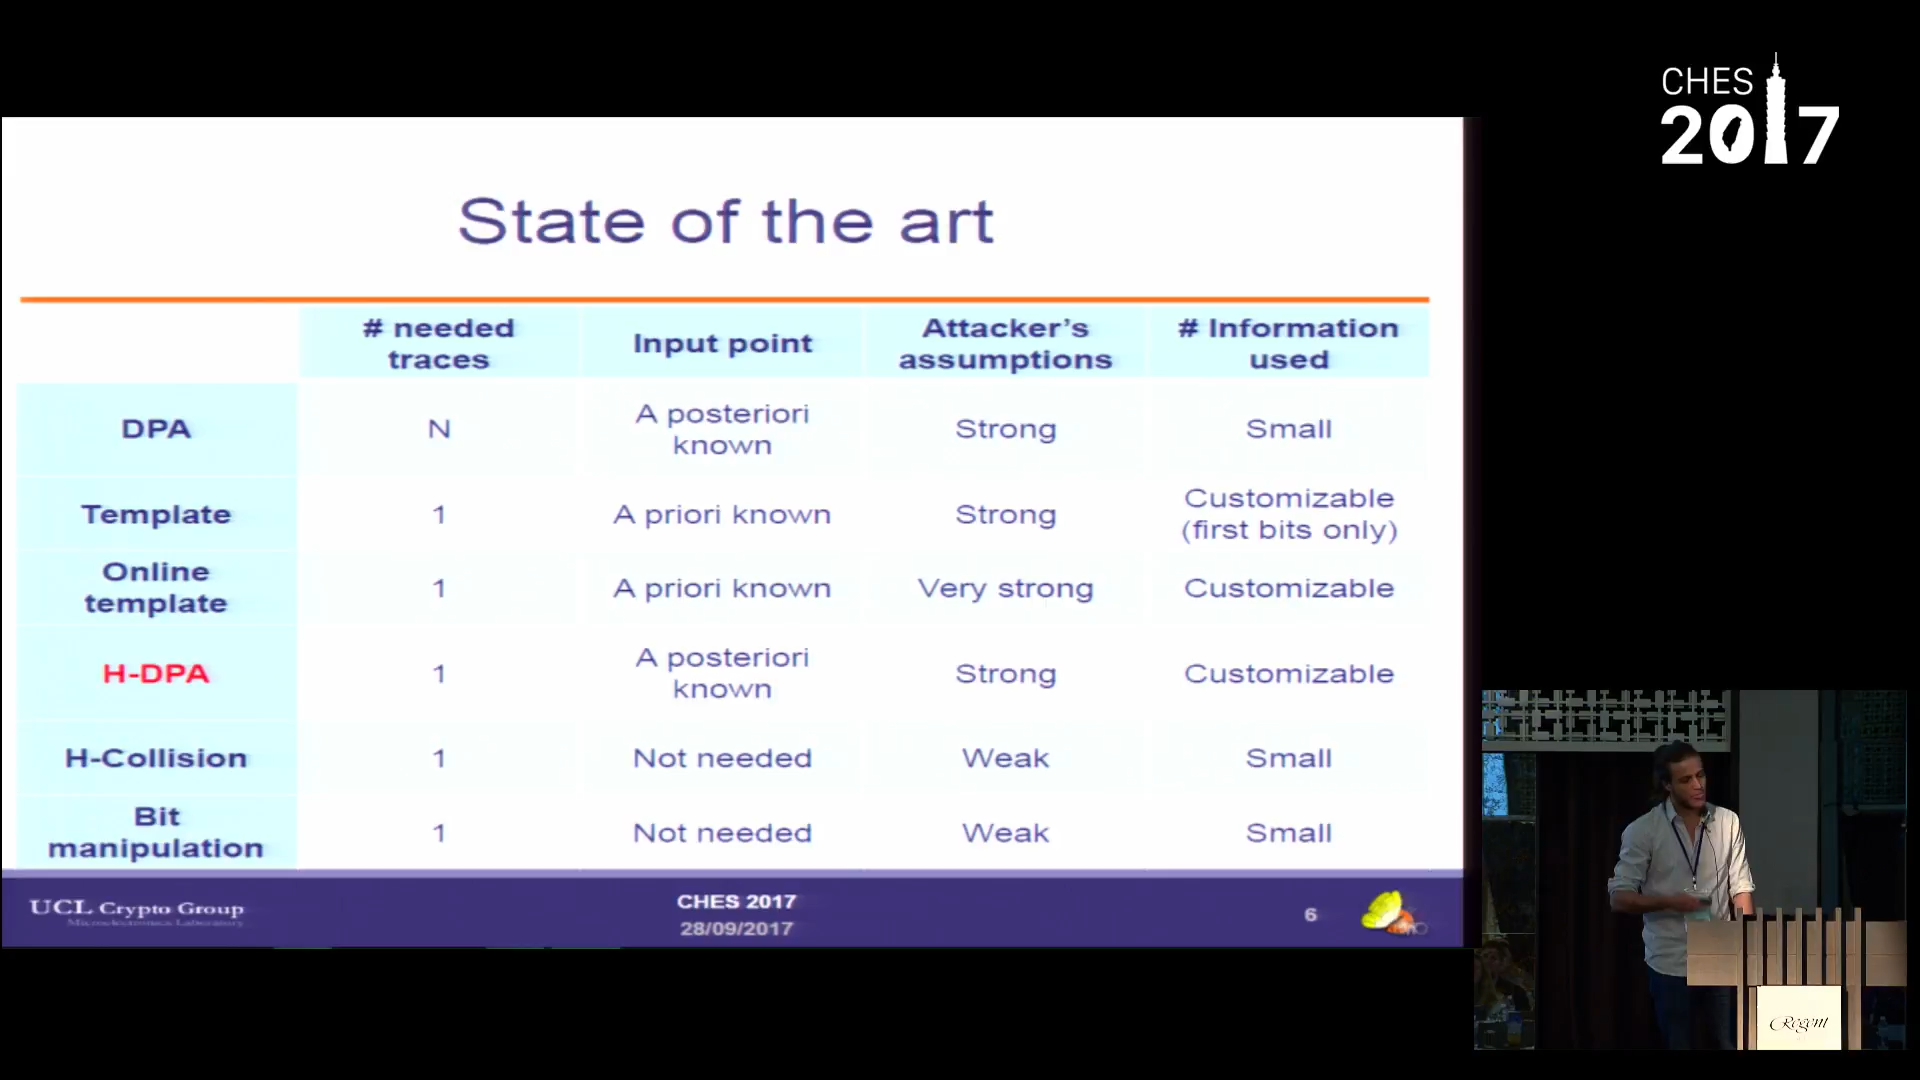 CHES
2017
State of the art
# needed traces
Input point
Attacker's assumptions
# Information used
DPA
N
A posteriori known
Strong
Small
Template
1
A priori known
Strong
Customizable (first bits only)
Online template
1
A priori known
Very strong
Customizable
H-DPA
1
A posteriori known
Strong
Customizable
H-Collision
1
Not needed
Weak
Small
Bit manipulation
1
Not needed
Weak
Small
UCL Crypto Group
Microelectronics Laboratory
CHES 2017
28/09/2017
6
Regent